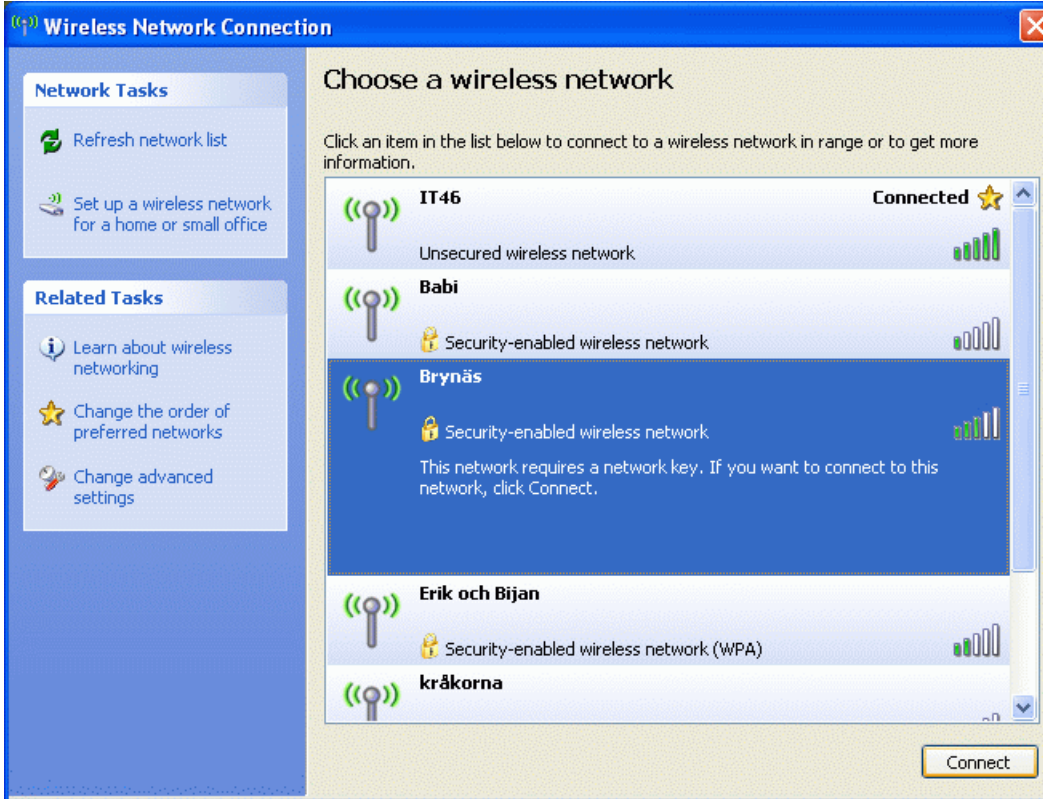 Wireless Network Connection
Network Tasks
Refresh network list
Set up a wireless network
for a home or small office
Related Tasks
Learn about wireless
networking
Change the order of
preferred networks
Change advanced
settings
Choose a wireless network
Click an item in the list below to connect to a wireless network in range or to get more
information.
IT46
Connected
Unsecured wireless network
Babi
Security-enabled wireless network
Brynäs
Security-enabled wireless network
This network requires a network key. If you want to connect to this
network, click Connect.
Erik och Bijan
Security-enabled wireless network (WPA)
kråkorna
Connect